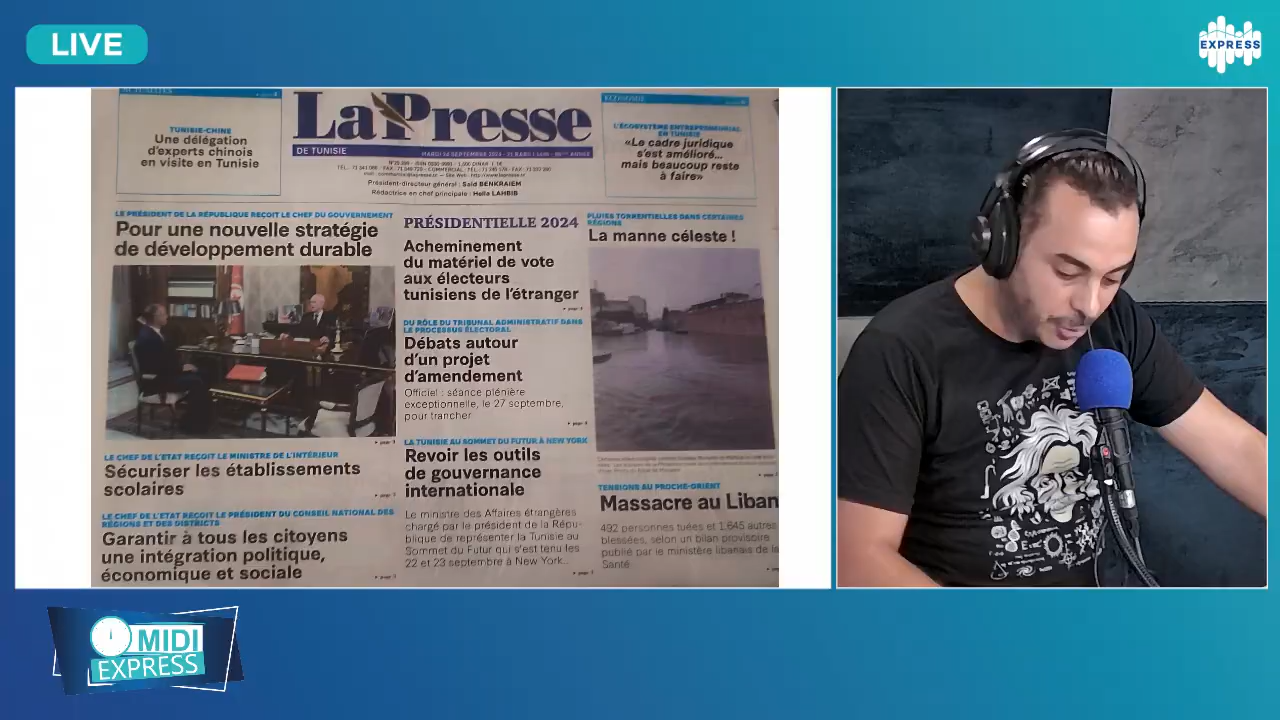 LIVE
EXPRESS
ACTUALITÉS
TUNISIE-CHINE
Une délégation
d'experts chinois
en visite en Tunisie
LaPresse
DE TUNISIE
MARDI 24 SEPTEMBRE 2024
Président-directeur général : Said BENKRAIEM
Rédactrice en chef principale : Hella LAHBIB
ÉCONOMIE
L'ÉCOSYSTÈME ENTREPRENEURIAL
EN TUNISIE
«Le cadre juridique
s'est amélioré...
mais beaucoup reste
à faire»
LE PRÉSIDENT DE LA RÉPUBLIQUE REÇOIT LE CHEF DU GOUVERNEMENT
Pour une nouvelle stratégie
de développement durable
LE CHEF DE L'ETAT REÇOIT LE MINISTRE DE L'INTÉRIEUR
Sécuriser les établissements
scolaires
LE CHEF DE L'ETAT REÇOIT LE PRÉSIDENT DU CONSEIL NATIONAL DES
RÉGIONS ET DES DISTRICTS
Garantir à tous les citoyens
une intégration politique,
économique et sociale
PRÉSIDENTIELLE 2024
Acheminement
du matériel de vote
aux électeurs
tunisiens de l'étranger
DU RÔLE DU TRIBUNAL ADMINISTRATIF DANS
LE PROCESSUS ÉLECTORAL
Débats autour
d'un projet
d'amendement
Officiel : séance plénière
exceptionnelle, le 27 septembre,
pour trancher
LA TUNISIE AU SOMMET DU FUTUR À NEW YORK
Revoir les outils
de gouvernance
internationale
Le ministre des Affaires étrangères
chargé par le président de la Répu-
blique de représenter la Tunisie au
Sommet du Futur qui s'est tenu les
22 et 23 septembre à New York...
PLUIES TORRENTIELLES DANS CERTAINES
RÉGIONS
La manne céleste !
TENSIONS AU PROCHE-ORIENT
Massacre au Liban
492 personnes tuées et 1.645 autres
blessées, selon un bilan provisoire
publié par le ministère libanais de la
Santé.
MIDI
EXPRESS